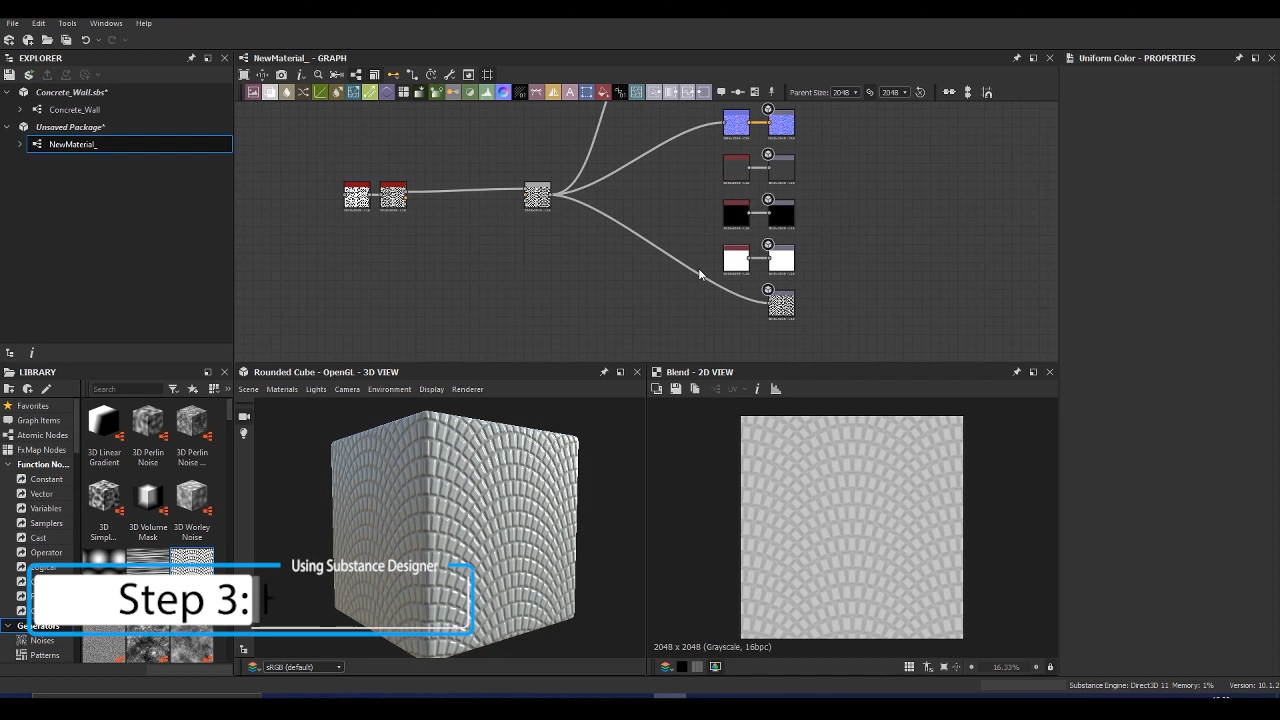 File Edit Tools Windows Help
EXPLORER
NewMaterial_ - GRAPH
Uniform Color - PROPERTIES
Parent Size: 2048 2048
Concrete_Wall.sbs*
Concrete_Wall
Unsaved Package*
NewMaterial_
LIBRARY
Search
Favorites
Graph Items
Atomic Nodes
FxMap Nodes
Function No...
Constant
Vector
Variables
Samplers
Cast
Operator
3D Linear Gradient
3D Perlin Noise
3D Perlin Noise ...
3D Simpl...
3D Volume Mask
3D Worley Noise
Noises
Patterns
Rounded Cube - OpenGL - 3D VIEW
Scene Materials Lights Camera Environment Display Renderer
sRGB (default)
Blend - 2D VIEW
UV
2048 x 2048 (Grayscale, 16bpc)
16.33%
Using Substance Designer
Step 3:
Substance Engine: Direct3D 11 Memory: 1%
Version: 10.1.2